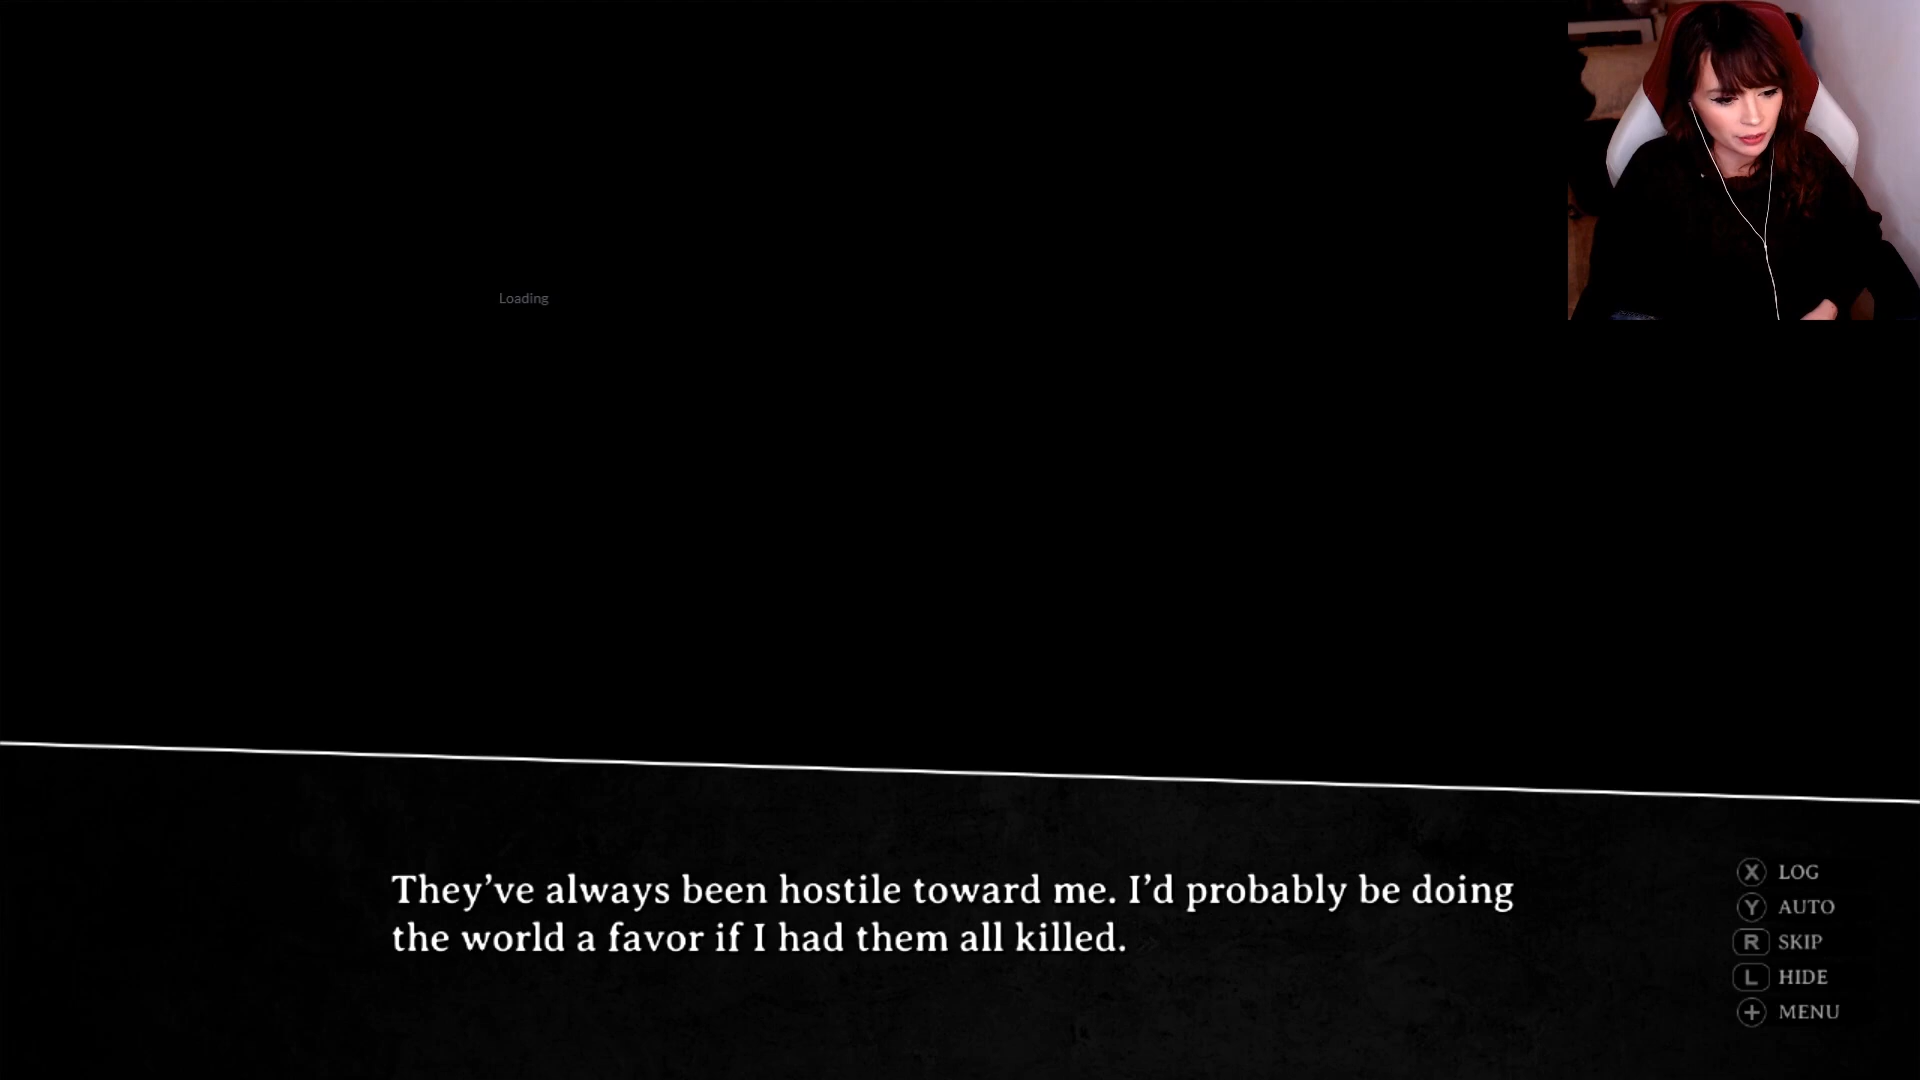 Loading
They’ve always been hostile toward me. I’d probably be doing
the world a favor if I had them all killed.
X LOG
Y AUTO
R SKIP
L HIDE
+ MENU